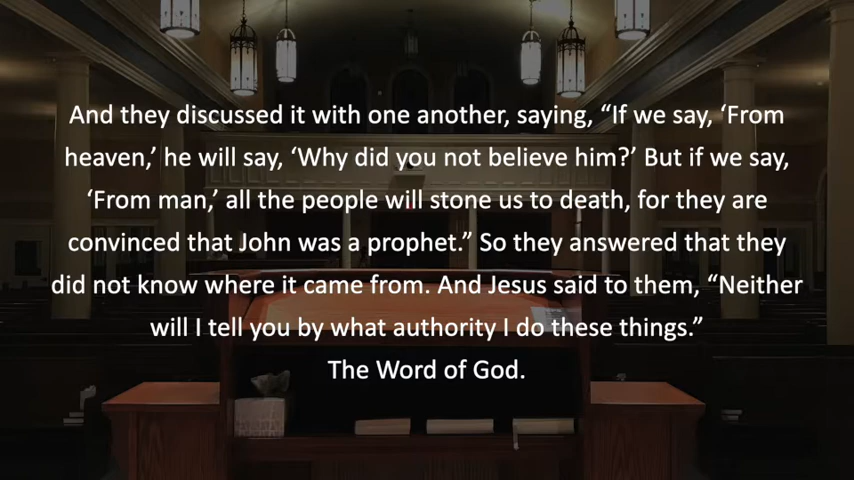 And they discussed it with one another, saying, “If we say, ‘From
heaven,’ he will say, ‘Why did you not believe him?’ But if we say,
‘From man,’ all the people will stone us to death, for they are
convinced that John was a prophet.” So they answered that they
did not know where it came from. And Jesus said to them, “Neither
will I tell you by what authority I do these things.”
The Word of God.